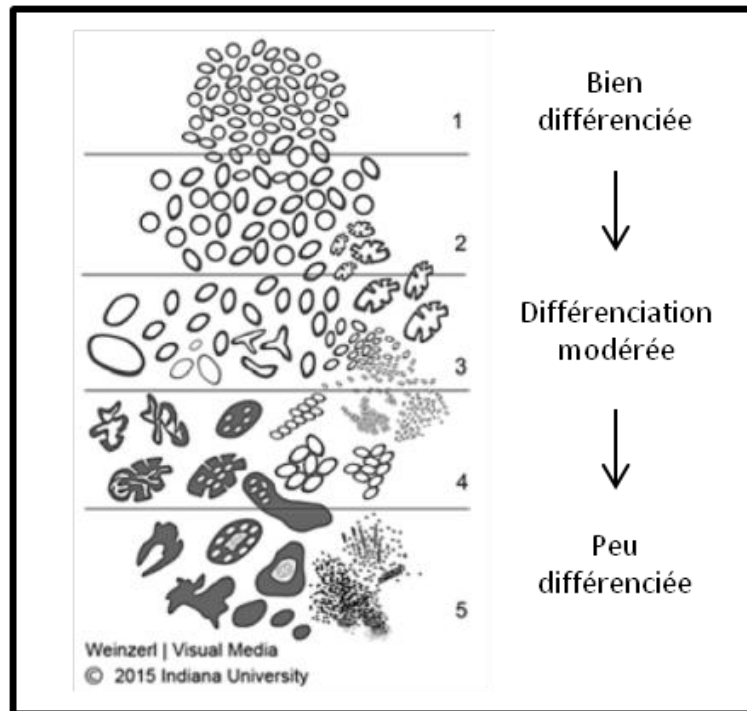 1
2
3
4
5
Weinzerl | Visual Media
© 2015 Indiana University
Bien
différenciée
Différenciation
modérée
Peu
différenciée